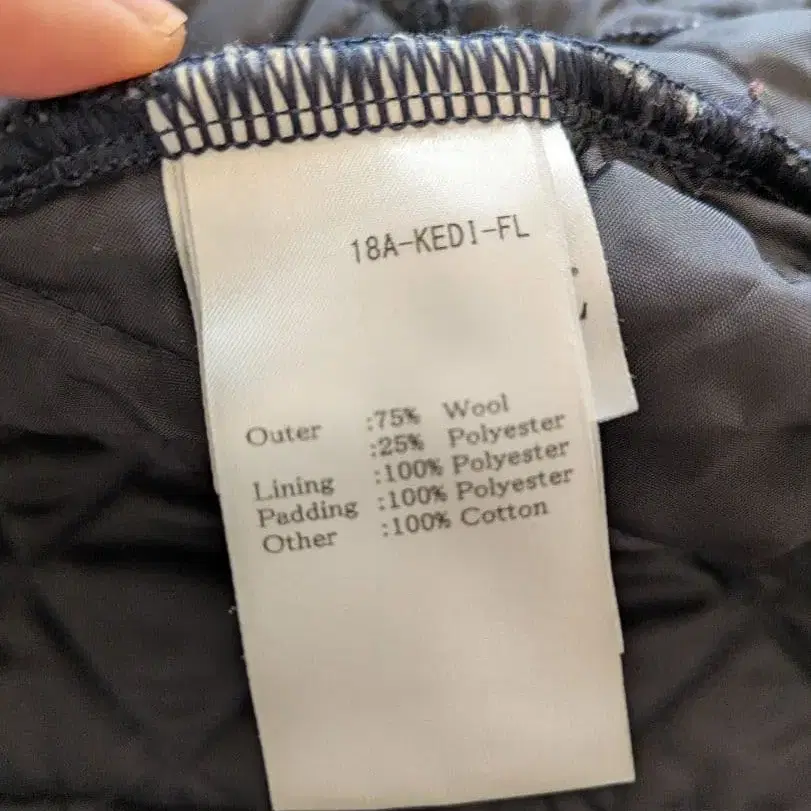 18A-KEDI-FL
Outer :75% Wool
:25% Polyester
Lining :100% Polyester
Padding :100% Polyester
Other :100% Cotton